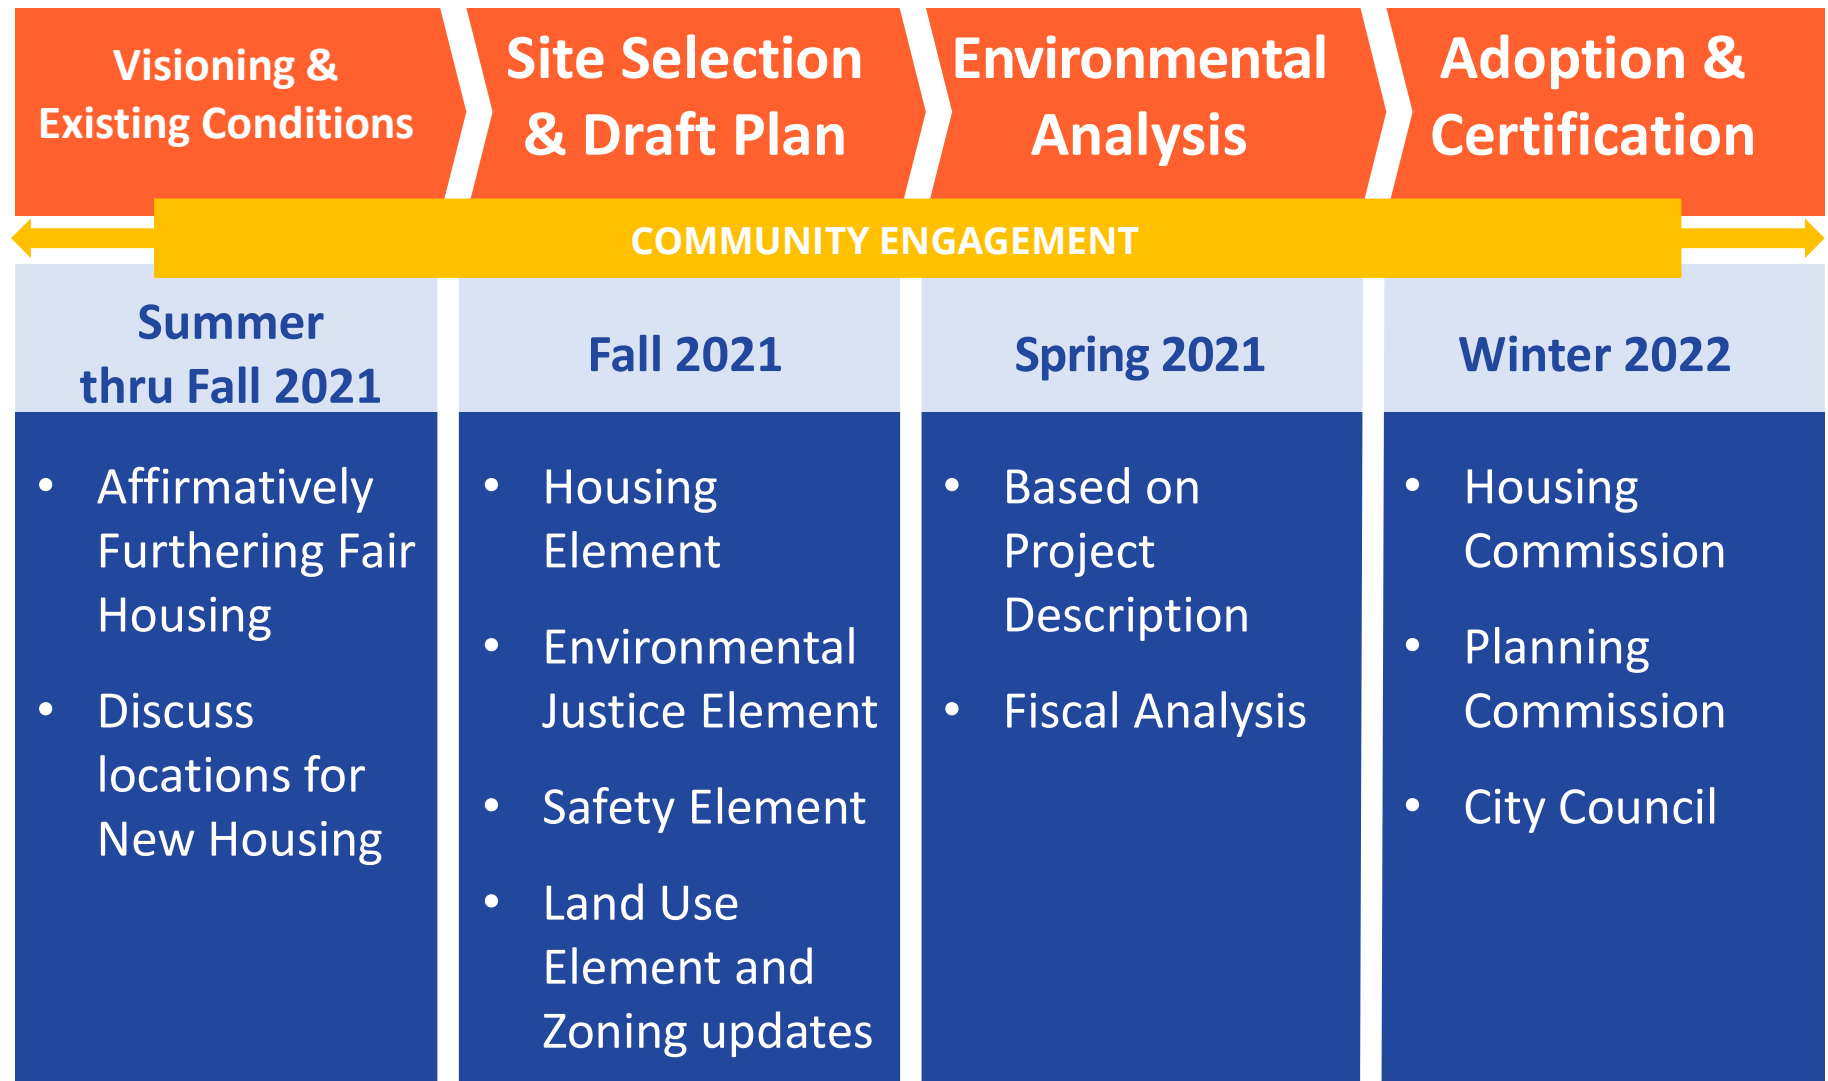 Visioning &
Existing Conditions
Site Selection
& Draft Plan
Environmental
Analysis
Adoption &
Certification
COMMUNITY ENGAGEMENT
Summer
thru Fall 2021
Fall 2021
Spring 2021
Winter 2022
• Affirmatively
Furthering Fair
Housing
• Discuss
locations for
New Housing
• Housing
Element
• Environmental
Justice Element
• Safety Element
• Land Use
Element and
Zoning updates
• Based on
Project
Description
• Fiscal Analysis
• Housing
Commission
• Planning
Commission
• City Council